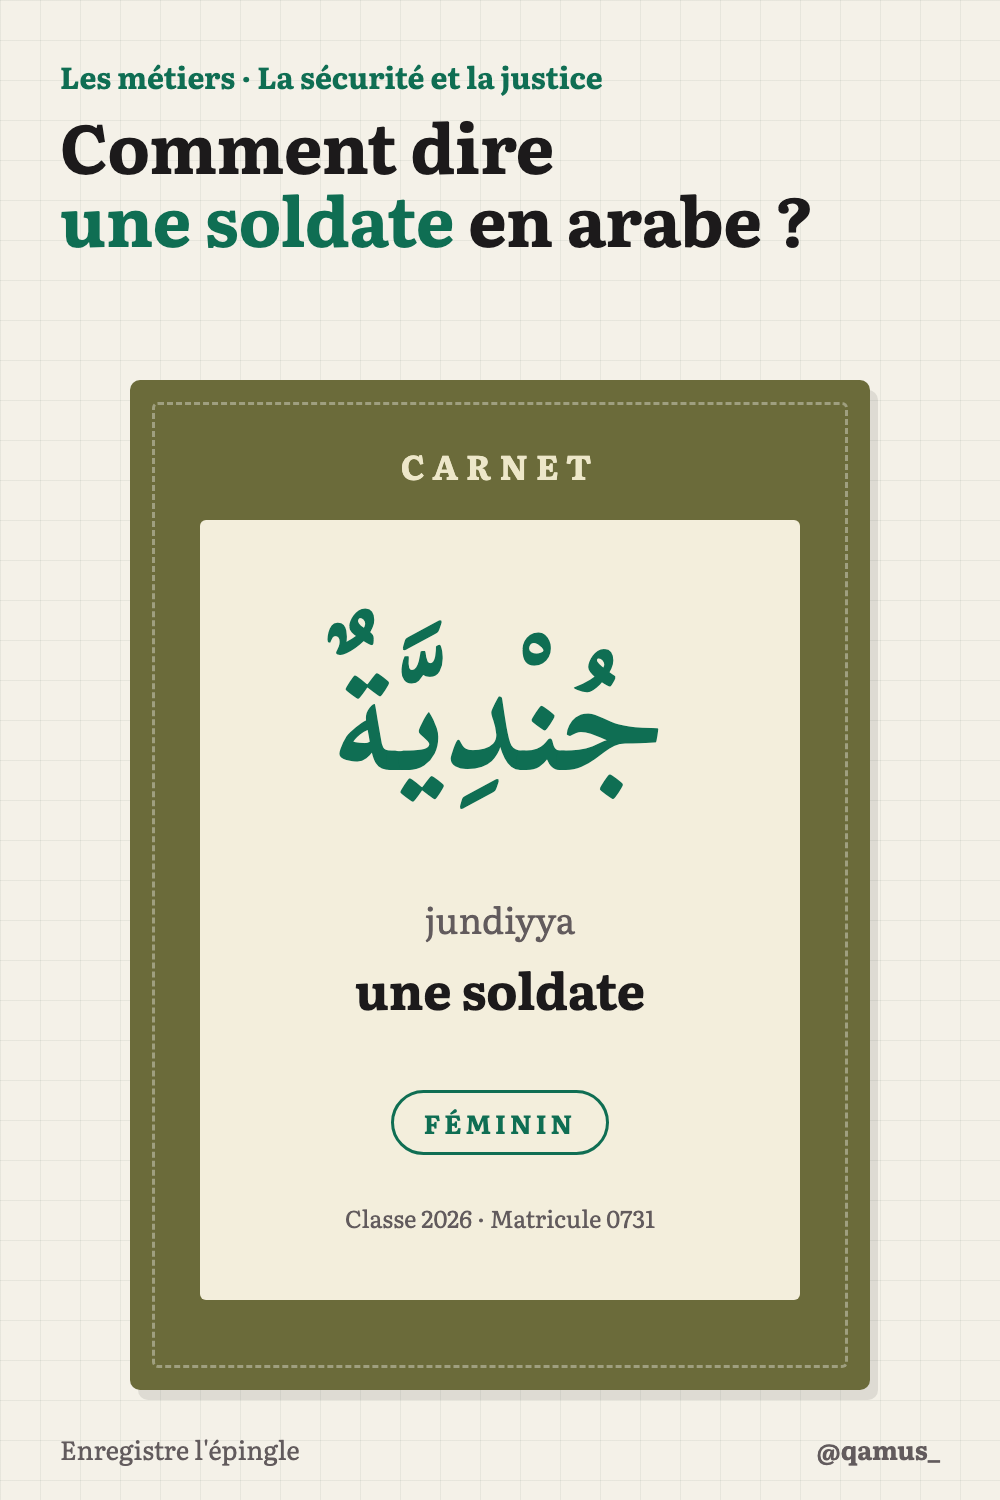 Les métiers · La sécurité et la justice
Comment dire
une soldate en arabe ?
CARNET
جُنْدِيَّةٌ
jundiyya
une soldate
FÉMININ
Classe 2026 · Matricule 0731
Enregistre l'épingle
@qamus_